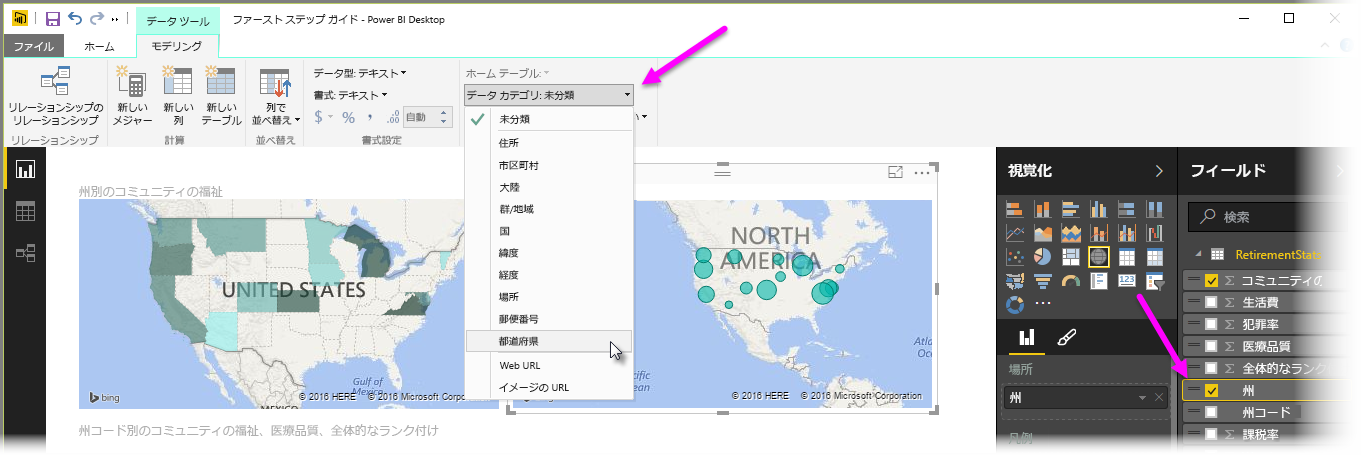 データ ツール
ファースト ステップ ガイド - Power BI Desktop
ファイル
ホーム
モデリング
リレーションシップの
リレーションシップ
リレーションシップ
新しい
メジャー
新しい
列
新しい
テーブル
計算
列で
並べ替え
並べ替え
データ型: テキスト
書式: テキスト
$ % , .00 自動
書式設定
ホーム テーブル:
データ カテゴリ: 未分類
未分類
住所
市区町村
大陸
群/地域
国
緯度
経度
場所
郵便番号
都道府県
Web URL
イメージの URL
い
州別のコミュニティの福祉
UNITED STATES
Gulf of
Mexico
bing
© 2016 HERE © 2016 Microsoft Corporation
州コード別のコミュニティの福祉、医療品質、全体的なランク付け
NORTH
AMERICA
Atl
Oc
cific
ean
© 2016 HERE © 2016 Microsoft Corporation
視覚化
123
場所
州
凡例
フィールド
検索
RetirementStat
コミュニティの
生活費
犯罪率
医療品質
全体的なランク
州
州コード
課税率